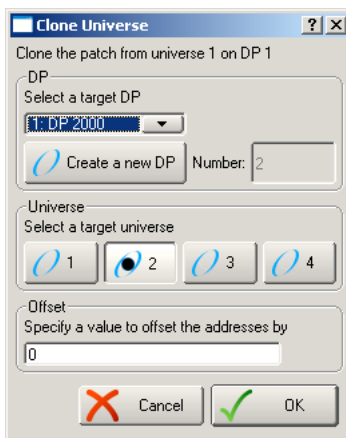 Clone Universe
Clone the patch from universe 1 on DP 1
DP
Select a target DP
1: DP 2000
Create a new DP Number: 2
Universe
Select a target universe
1 2 3 4
Offset
Specify a value to offset the addresses by
0
Cancel OK